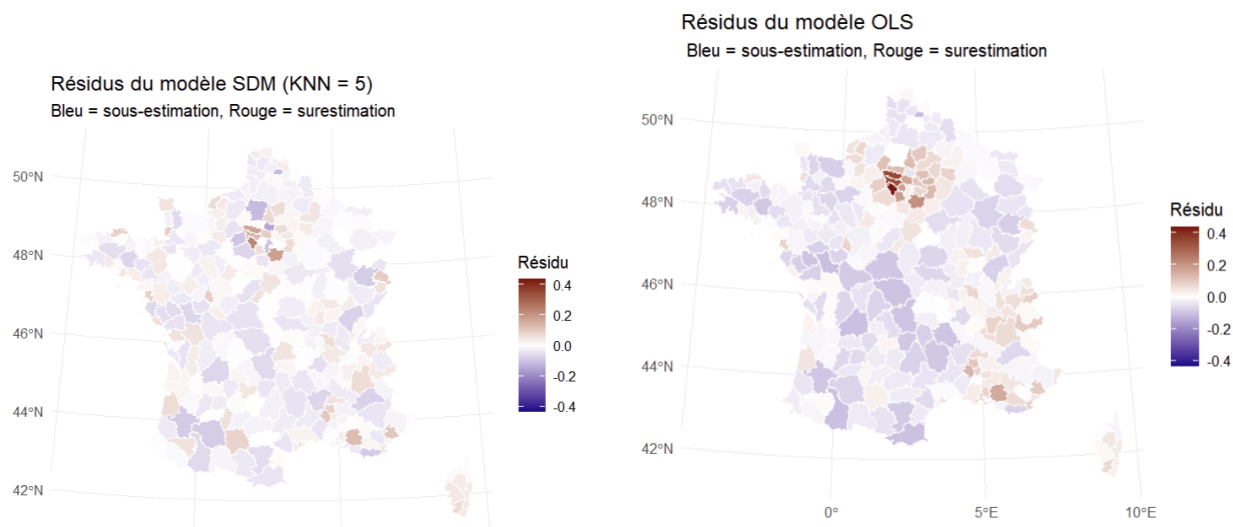 Résidus du modèle SDM (KNN = 5)
Bleu = sous-estimation, Rouge = surestimation
50°N
48°N
46°N
44°N
42°N
Résidu
0.4
0.2
0.0
-0.2
-0.4
Résidus du modèle OLS
Bleu = sous-estimation, Rouge = surestimation
50°N
48°N
46°N
44°N
42°N
0°
5°E
10°E
Résidu
0.4
0.2
0.0
-0.2
-0.4